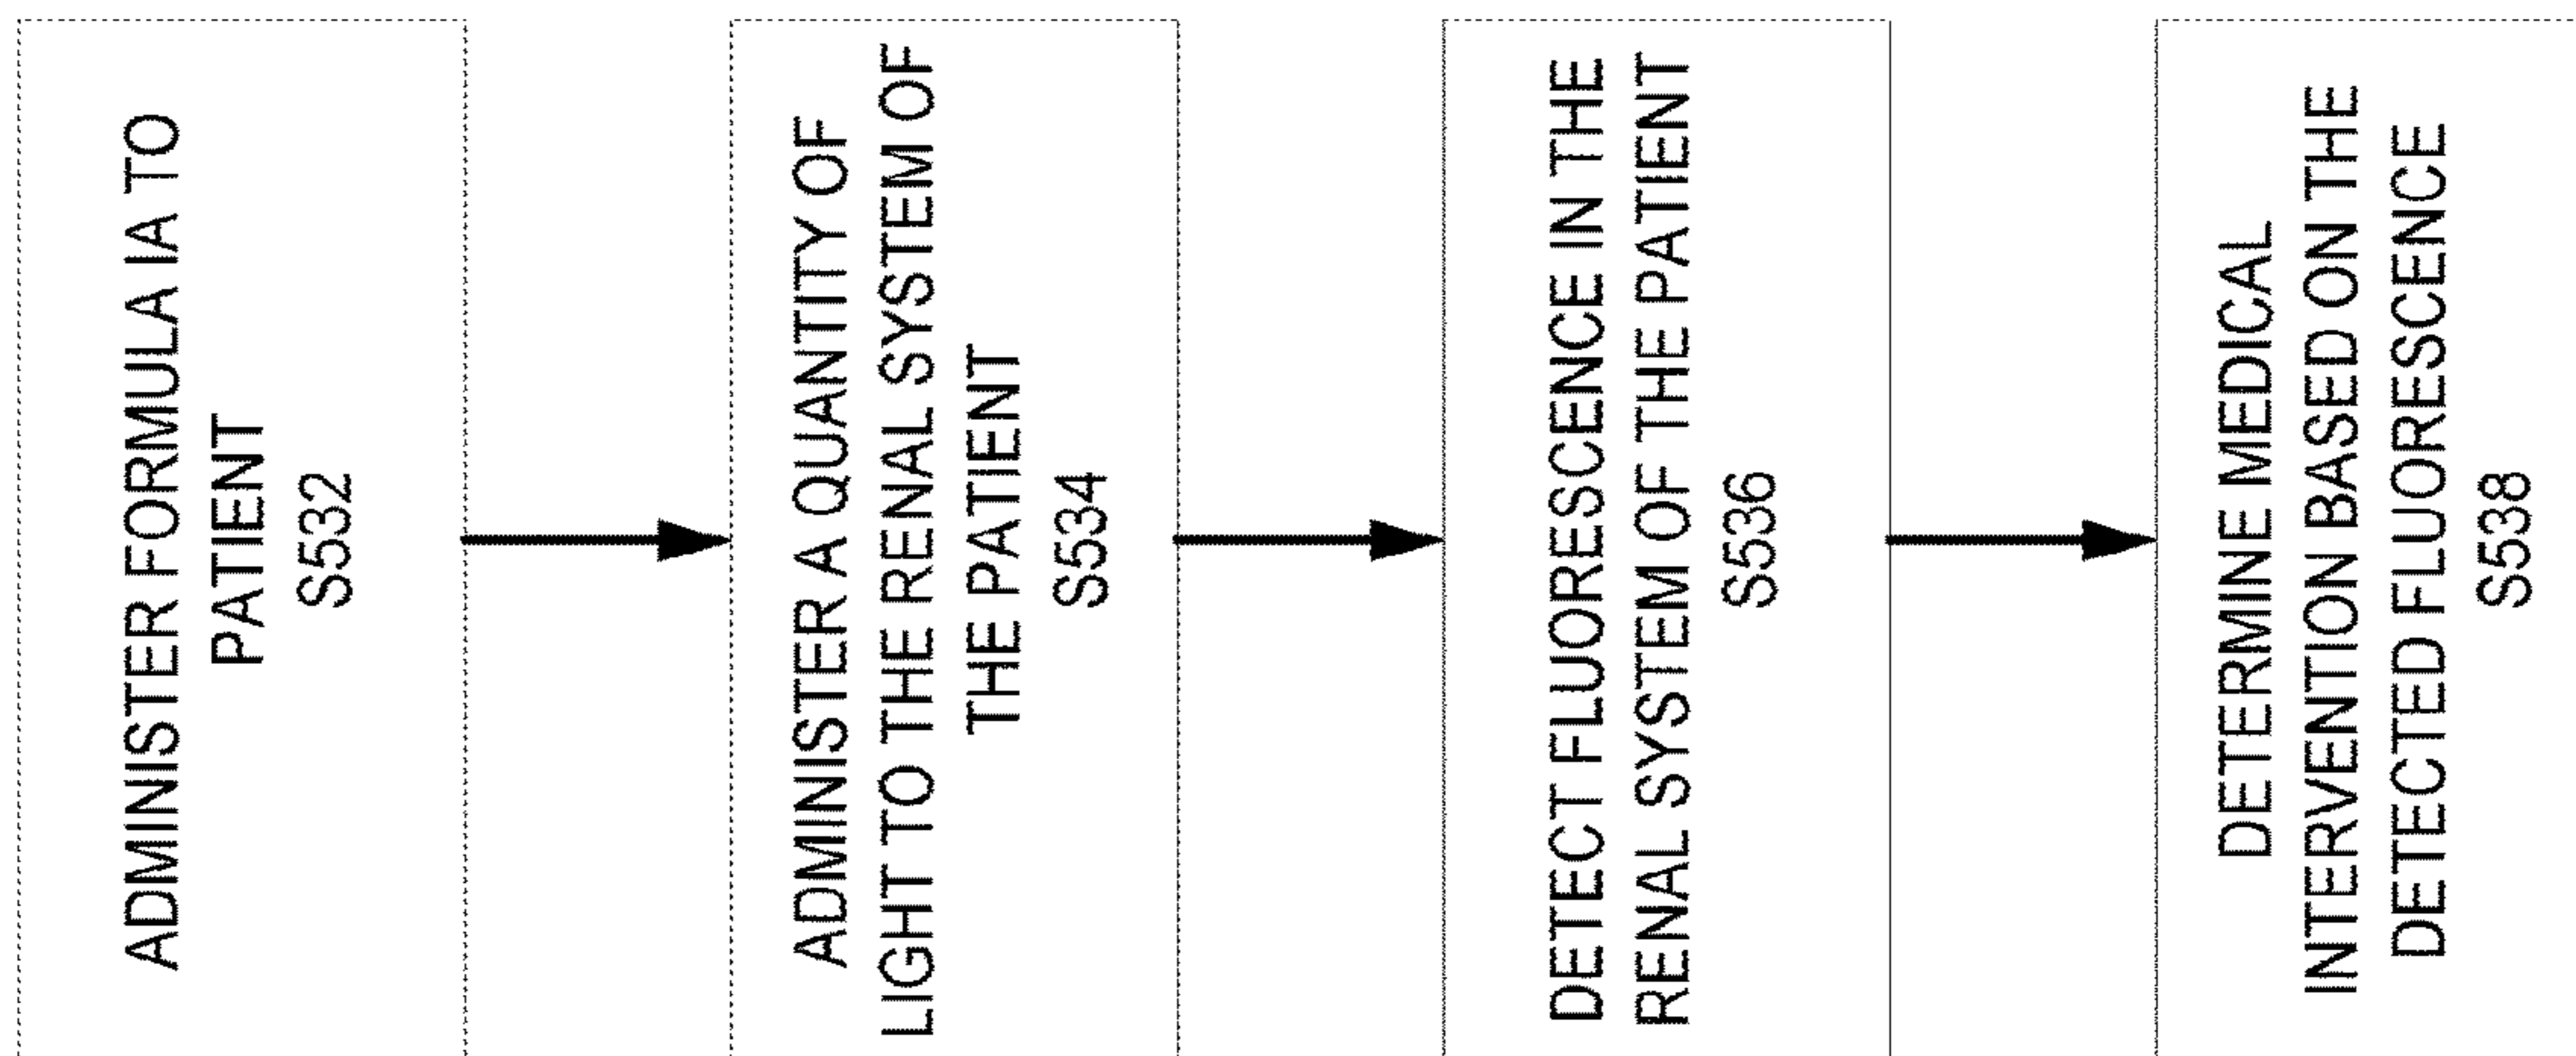 ADMINISTER FORMULA IA TO
PATIENT
S532
ADMINISTER A QUANTITY OF
LIGHT TO THE RENAL SYSTEM OF
THE PATIENT
S534
DETECT FLUORESCENCE IN THE
RENAL SYSTEM OF THE PATIENT
S536
DETERMINE MEDICAL
INTERVENTION BASED ON THE
DETECTED FLUORESCENCE
S538